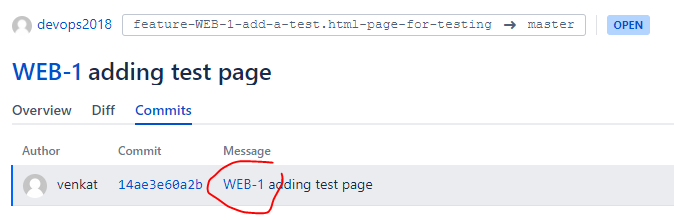 devops2018 feature-WEB-1-add-a-test.html-page-for-testing → master OPEN
WEB-1 adding test page
Overview Diff Commits
Author Commit Message
venkat 14ae3e60a2b WEB-1 adding test page